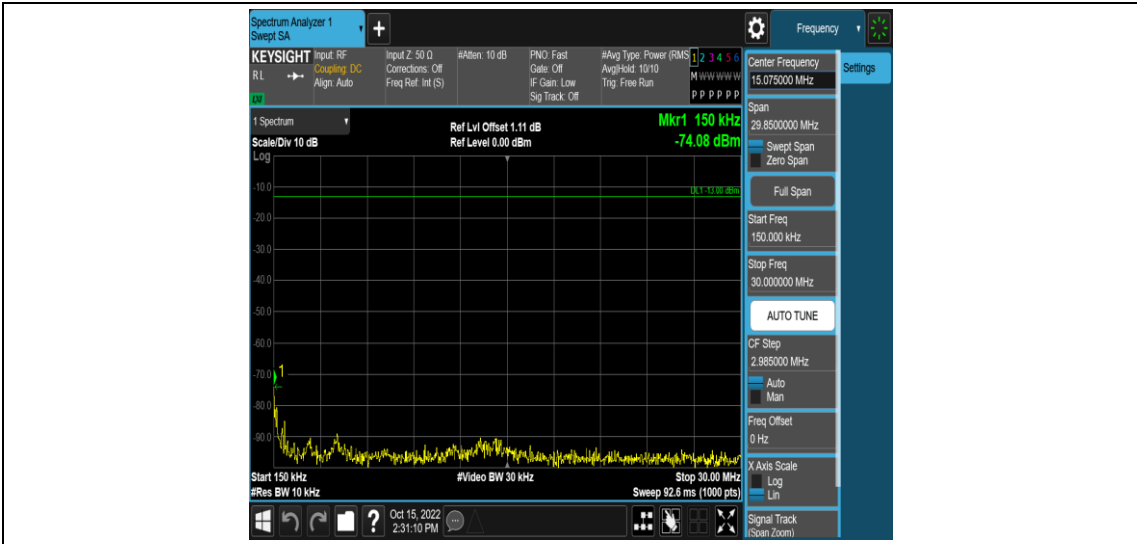 Spectrum Analyzer 1
Swept SA
+
Frequency
KEYSIGHT
RL
Input: RF
Coupling: DC
Align: Auto
Input Z: 50 Ω
Corrections: Off
Freq Ref: Int (S)
#Atten: 10 dB
PNO: Fast
Gate: Off
IF Gain: Low
Sig Track: Off
#Avg Type: Power (RMS
Avg|Hold: 10/10
Trig: Free Run
1 2 3 4 5 6
M W W W W W
P P P P P P
1 Spectrum
Scale/Div 10 dB
Log
Ref Lvl Offset 1.11 dB
Ref Level 0.00 dBm
Mkr1 150 kHz
-74.08 dBm
DL1 -13.00 dBm
-10.0
-20.0
-30.0
-40.0
-50.0
-60.0
-70.0
1
-80.0
-90.0
Start 150 kHz
#Res BW 10 kHz
#Video BW 30 kHz
Stop 30.00 MHz
Sweep 92.6 ms (1000 pts)
Center Frequency
15.075000 MHz
Settings
Span
29.8500000 MHz
Swept Span
Zero Span
Full Span
Start Freq
150.000 kHz
Stop Freq
30.000000 MHz
AUTO TUNE
CF Step
2.985000 MHz
Auto
Man
Freq Offset
0 Hz
X Axis Scale
Log
Lin
Signal Track
(Span Zoom)
?
Oct 15, 2022
2:31:10 PM